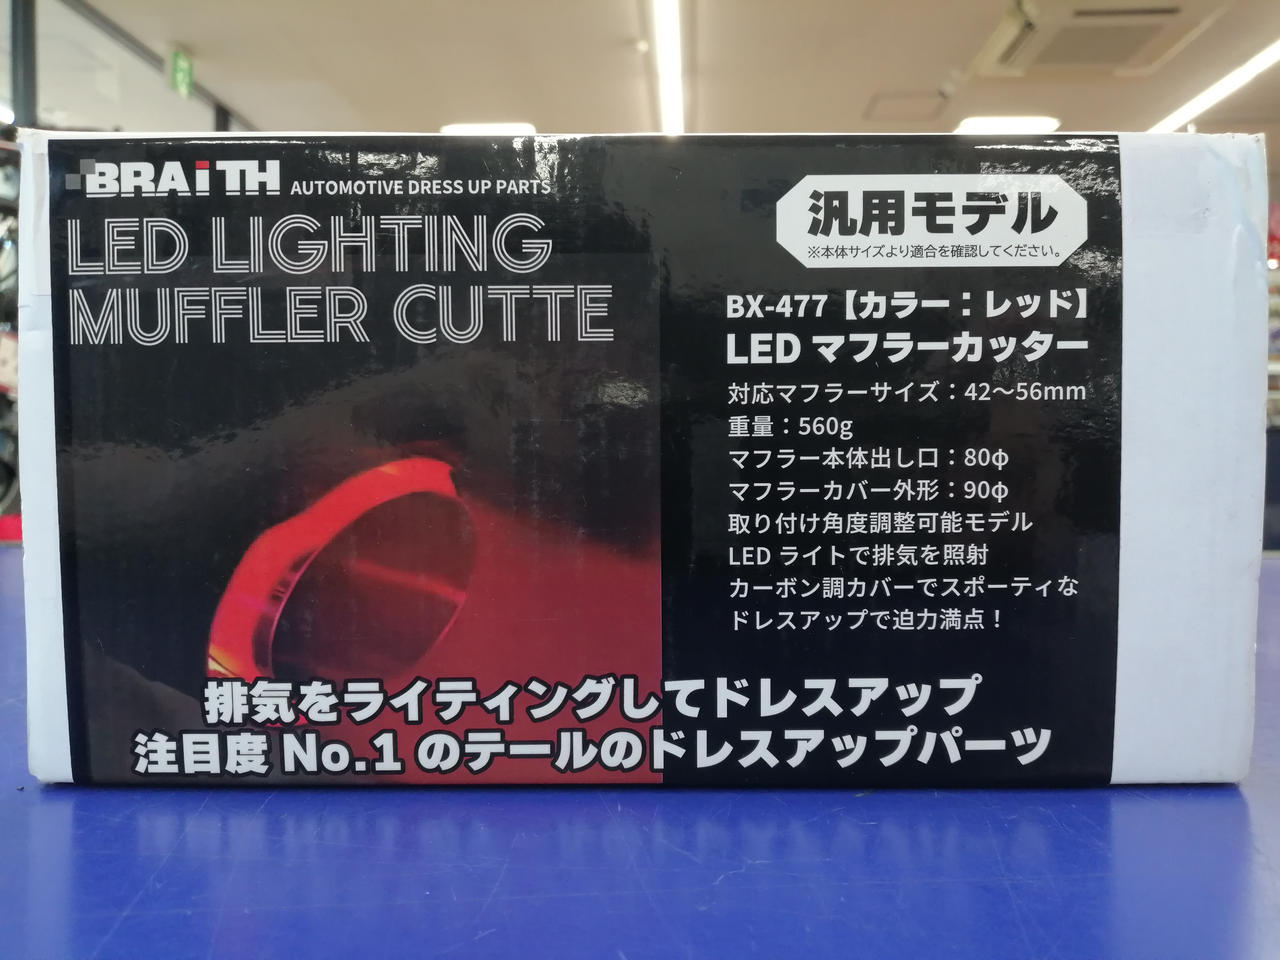 BRAiTH AUTOMOTIVE DRESS UP PARTS
LED LIGHTING
MUFFLER CUTTE
汎用モデル
※本体サイズより適合を確認してください。
BX-477【カラー：レッド】
LED マフラーカッター
対応マフラーサイズ：42〜56mm
重量：560g
マフラー本体出し口：80φ
マフラーカバー外形：90φ
取り付け角度調整可能モデル
LED ライトで排気を照射
カーボン調カバーでスポーティな
ドレスアップで迫力満点！
排気をライティングしてドレスアップ
注目度 No.1 のテールのドレスアップパーツ